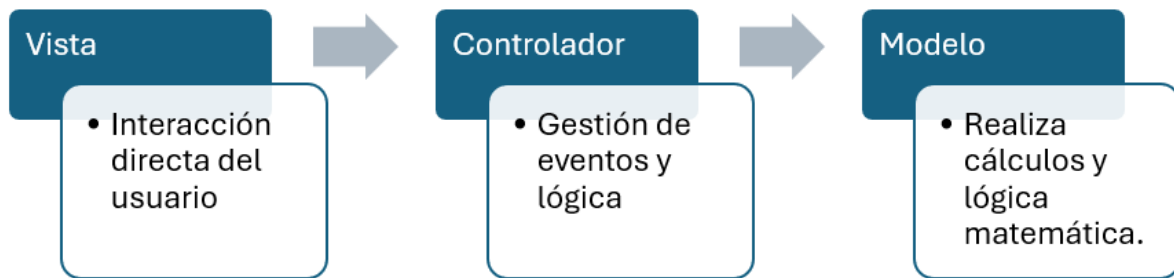 Vista
• Interacción
directa del
usuario
Controlador
• Gestión de
eventos y
lógica
Modelo
• Realiza
cálculos y
lógica
matemática.